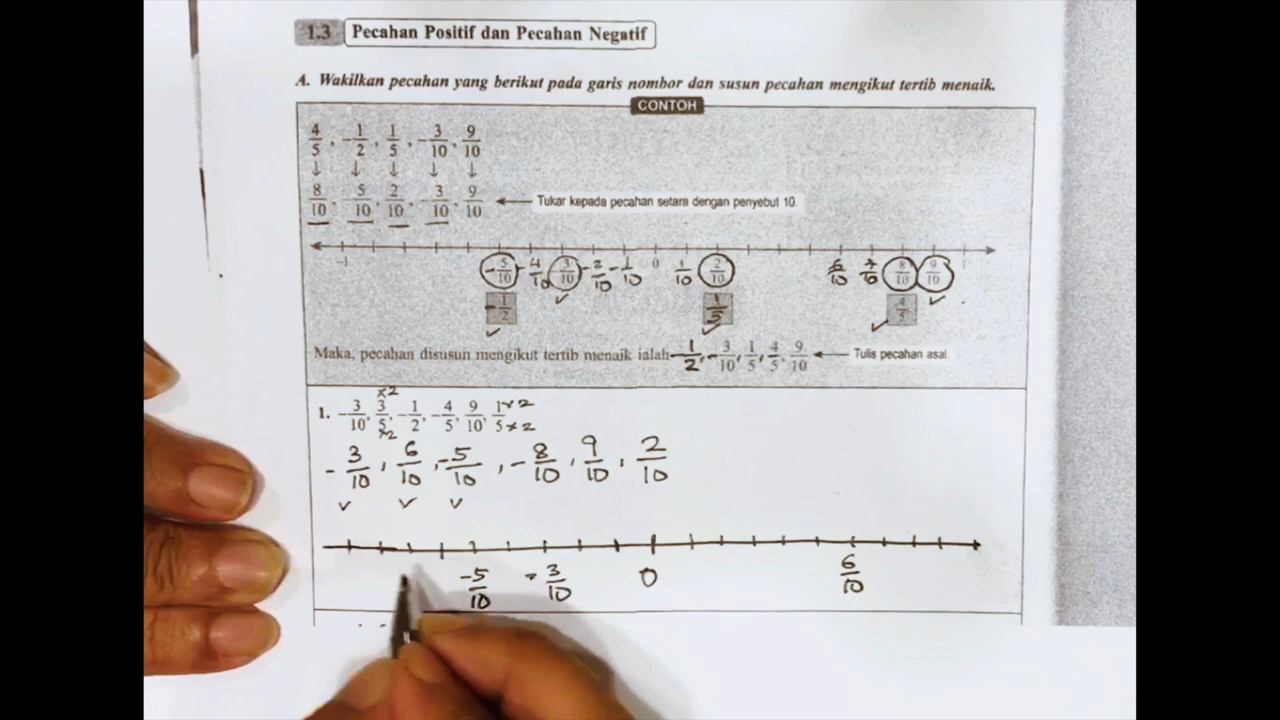 1.3 Pecahan Positif dan Pecahan Negatif
A. Wakilkan pecahan yang berikut pada garis nombor dan susun pecahan mengikut tertib menaik.
CONTOH
4/5, -1/2, 1/5, -3/10, 9/10
↓ ↓ ↓ ↓ ↓
8/10, -5/10, 2/10, -3/10, 9/10 ← Tukar kepada pecahan setara dengan penyebut 10.
-1 -5/10 -4/10 -3/10 -2/10 -1/10 0 1/10 2/10 6/10 7/10 8/10 9/10 1
-1/2 1/5 4/5
Maka, pecahan disusun mengikut tertib menaik ialah -1/2, -3/10, 1/5, 4/5, 9/10 ← Tulis pecahan asal.
×2
1. -3/10, 3/5, -1/2, -4/5, 9/10, 1/5 ×2
×2 ×2
-3/10, 6/10, -5/10, -8/10, 9/10, 2/10
-5/10 -3/10 0 6/10